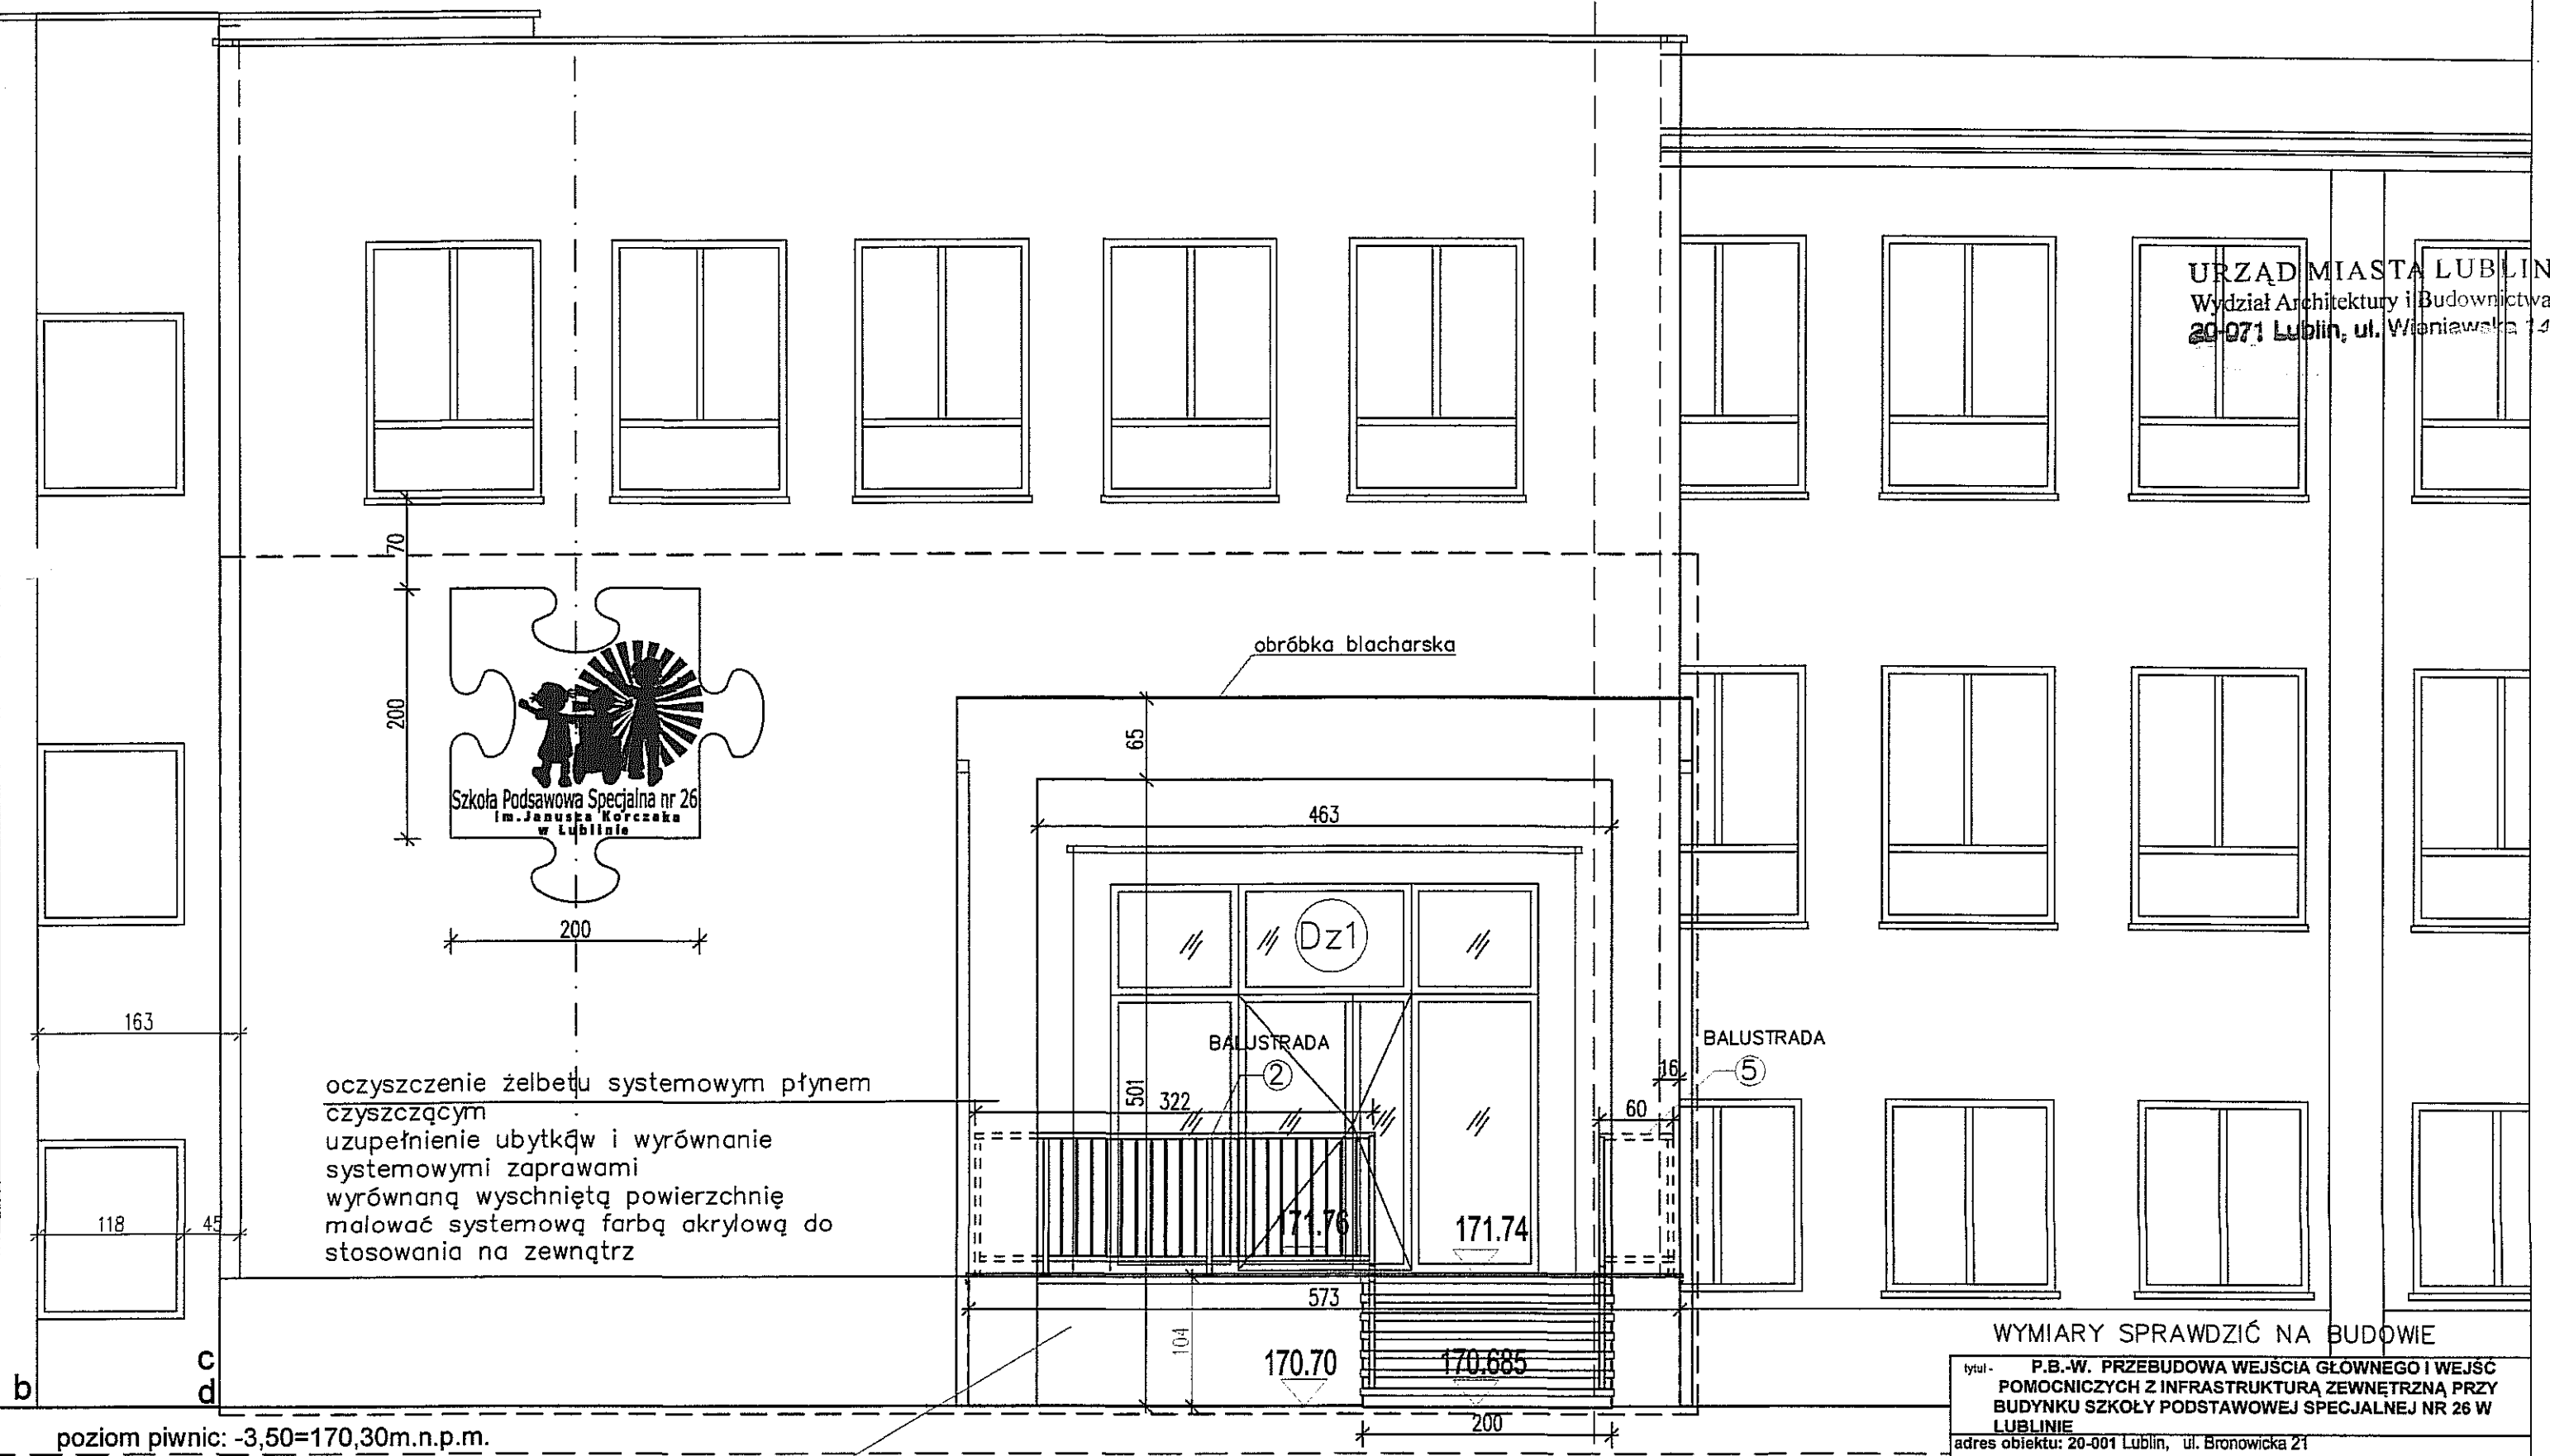 URZĄD MIASTA LUBLIN
Wydział Architektury i Budownictwa
20-071 Lublin, ul. Wieniawska 14
70
200
obróbka blacharska
65
Szkoła Podsawowa Specjalna nr 26
im.Januska Korczaka
w Lublinie
463
200
Dz1
163
BALUSTRADA
2
BALUSTRADA
5
16
oczyszczenie żelbetu systemowym płynem
czyszczącym
uzupełnienie ubytków i wyrównanie
systemowymi zaprawami
wyrównaną wyschniętą powierzchnię
malować systemową farbą akrylową do
stosowania na zewnątrz
501
322
60
118
45
171.76
171.74
573
104
170.70
170.685
200
b
c
d
WYMIARY SPRAWDZIĆ NA BUDOWIE
tytuł - P.B.-W. PRZEBUDOWA WEJŚCIA GŁÓWNEGO I WEJŚĆ
POMOCNICZYCH Z INFRASTRUKTURĄ ZEWNĘTRZNĄ PRZY
BUDYNKU SZKOŁY PODSTAWOWEJ SPECJALNEJ NR 26 W
LUBLINIE
adres obiektu: 20-001 Lublin, ul. Bronowicka 21
poziom piwnic: -3,50=170,30m.n.p.m.